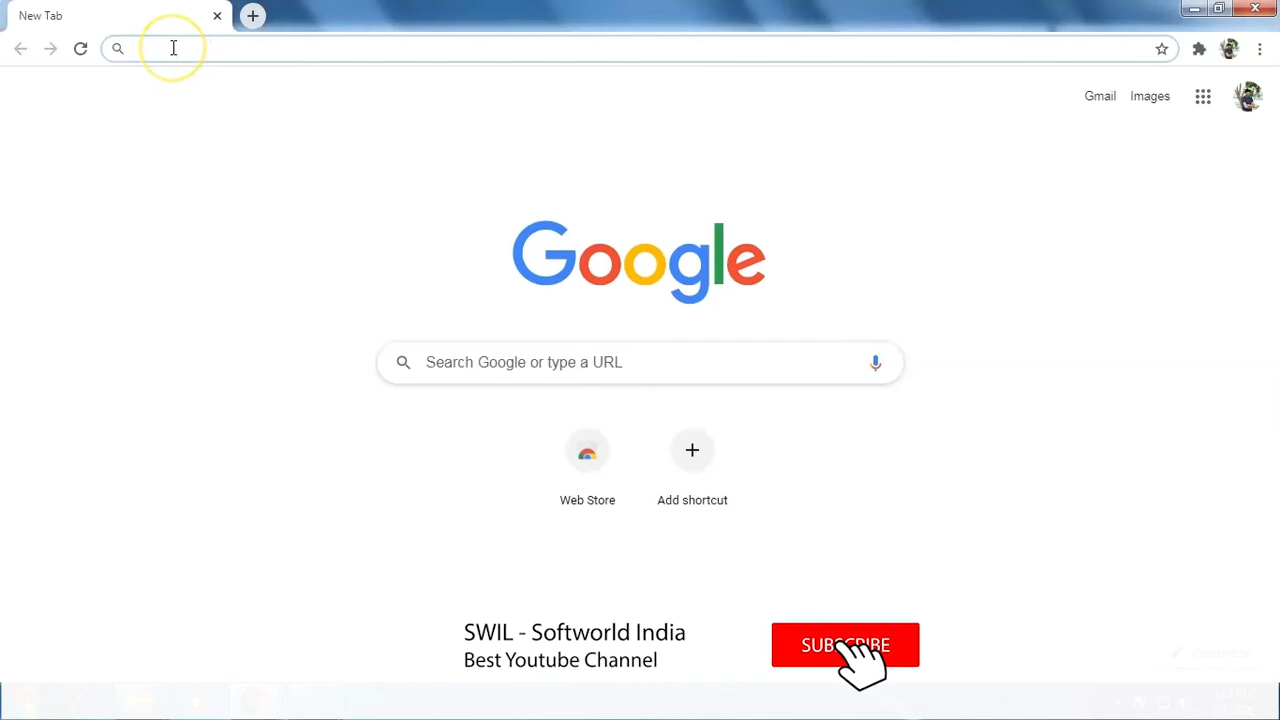 New Tab
Gmail Images
Google
Search Google or type a URL
Web Store
Add shortcut
SWIL - Softworld India
Best Youtube Channel
SUBSCRIBE
Customize